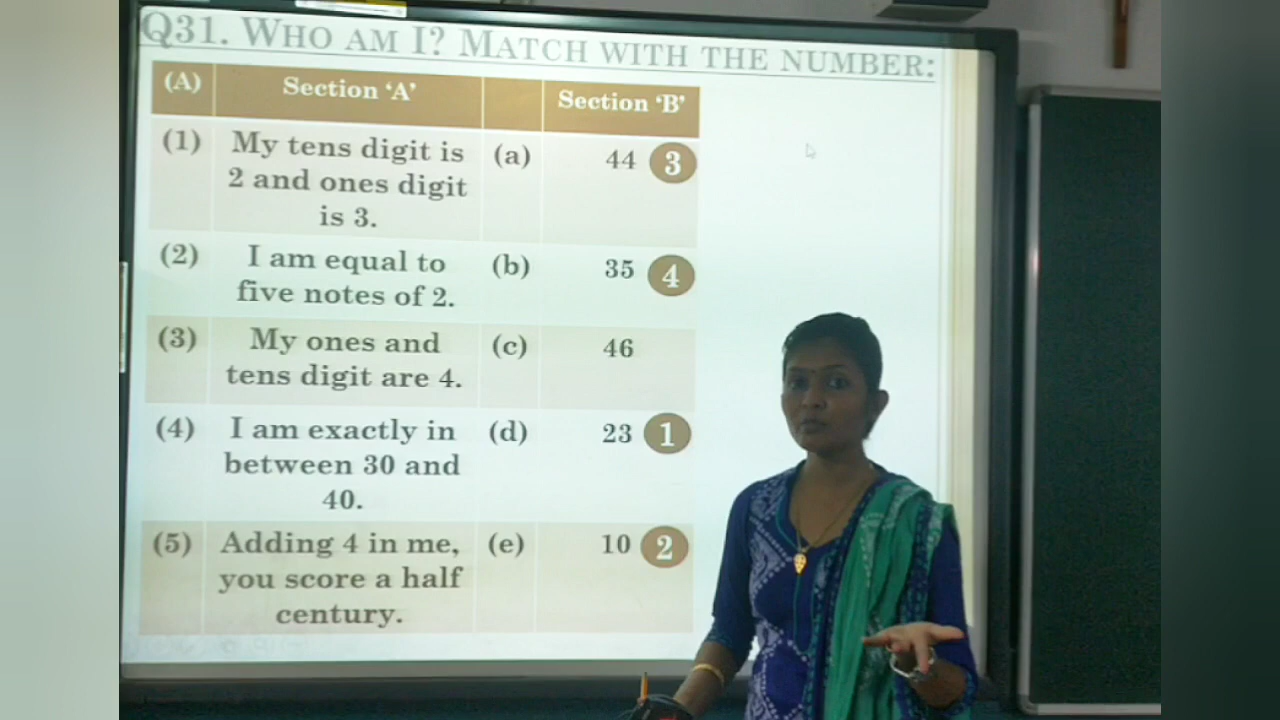 Q31. WHO AM I? MATCH WITH THE NUMBER:
(A) Section ‘A’ Section ‘B’
(1) My tens digit is (a) 44 3
2 and ones digit
is 3.
(2) I am equal to (b) 35 4
five notes of 2.
(3) My ones and (c) 46
tens digit are 4.
(4) I am exactly in (d) 23 1
between 30 and
40.
(5) Adding 4 in me, (e) 10 2
you score a half
century.